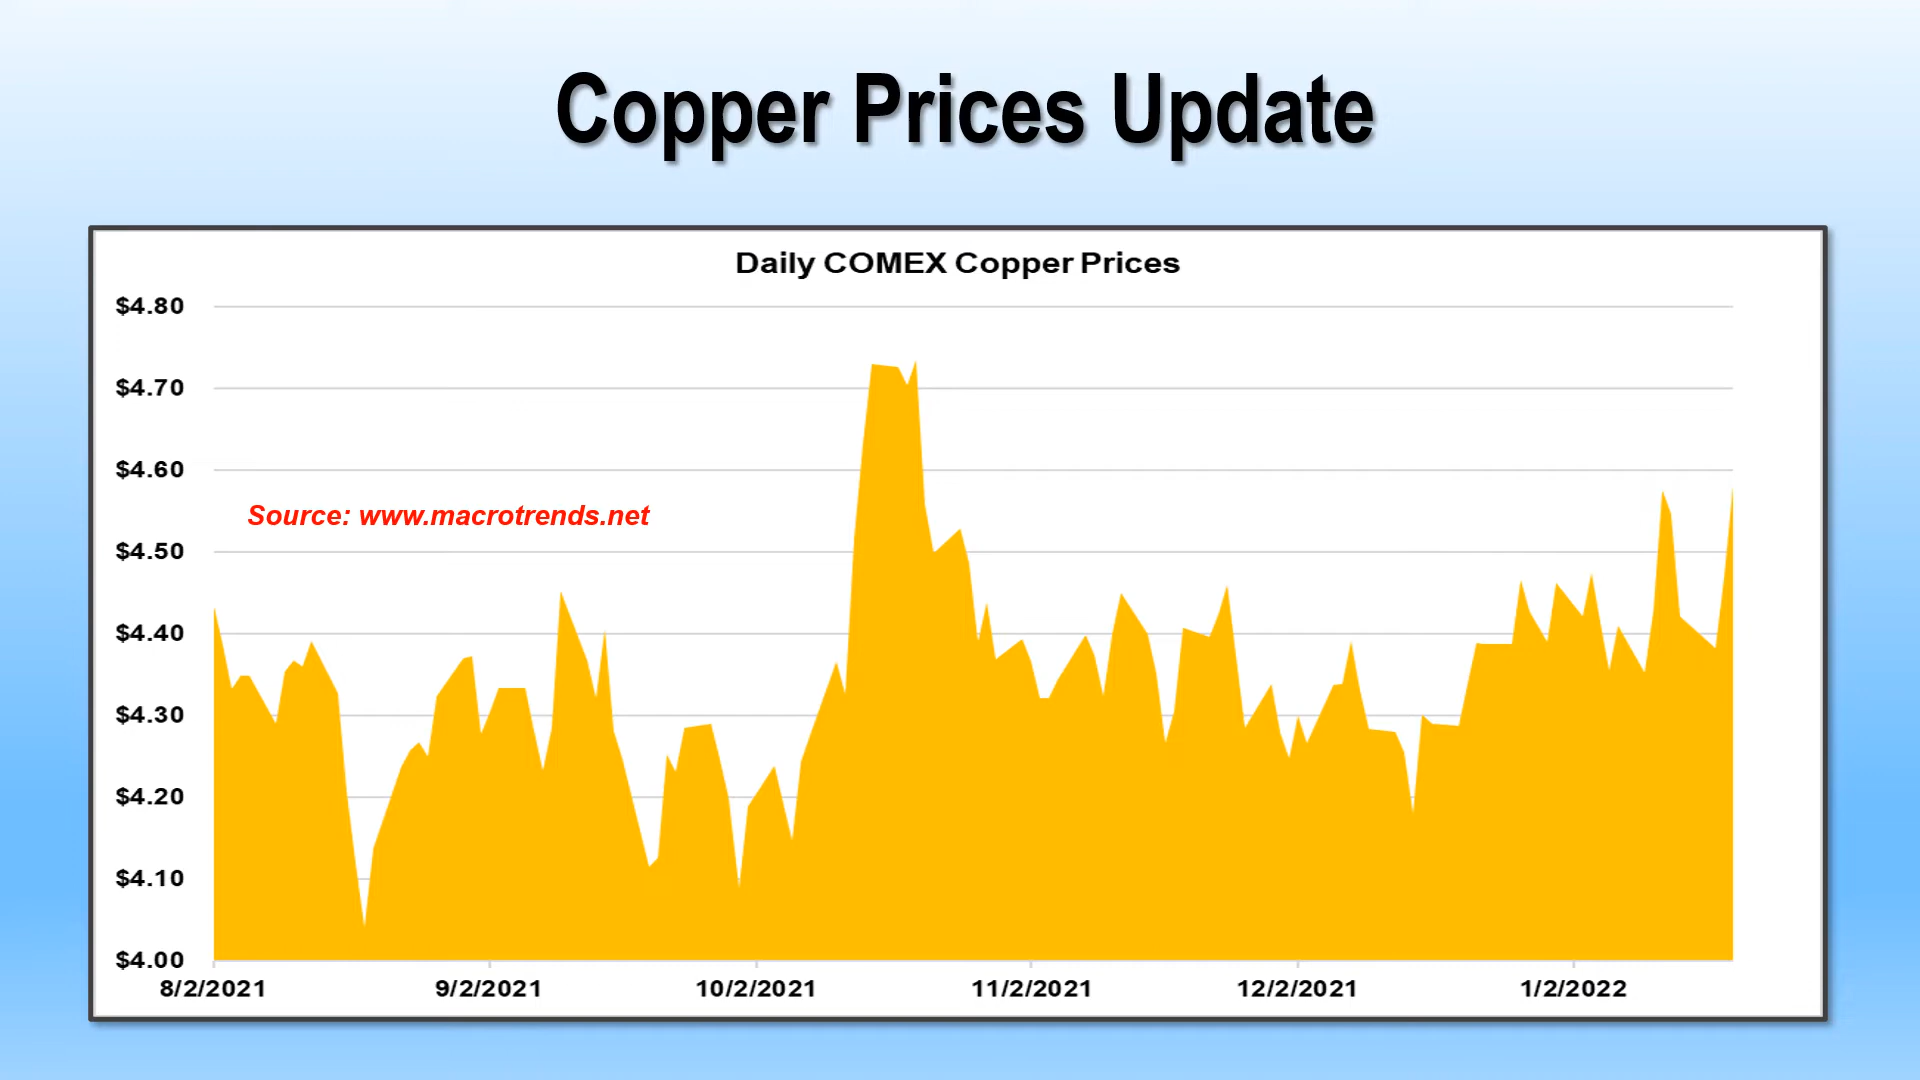 Copper Prices Update
Daily COMEX Copper Prices
$4.80
$4.70
$4.60
Source: www.macrotrends.net
$4.50
$4.40
$4.30
$4.20
$4.10
$4.00
8/2/2021 9/2/2021 10/2/2021 11/2/2021 12/2/2021 1/2/2022